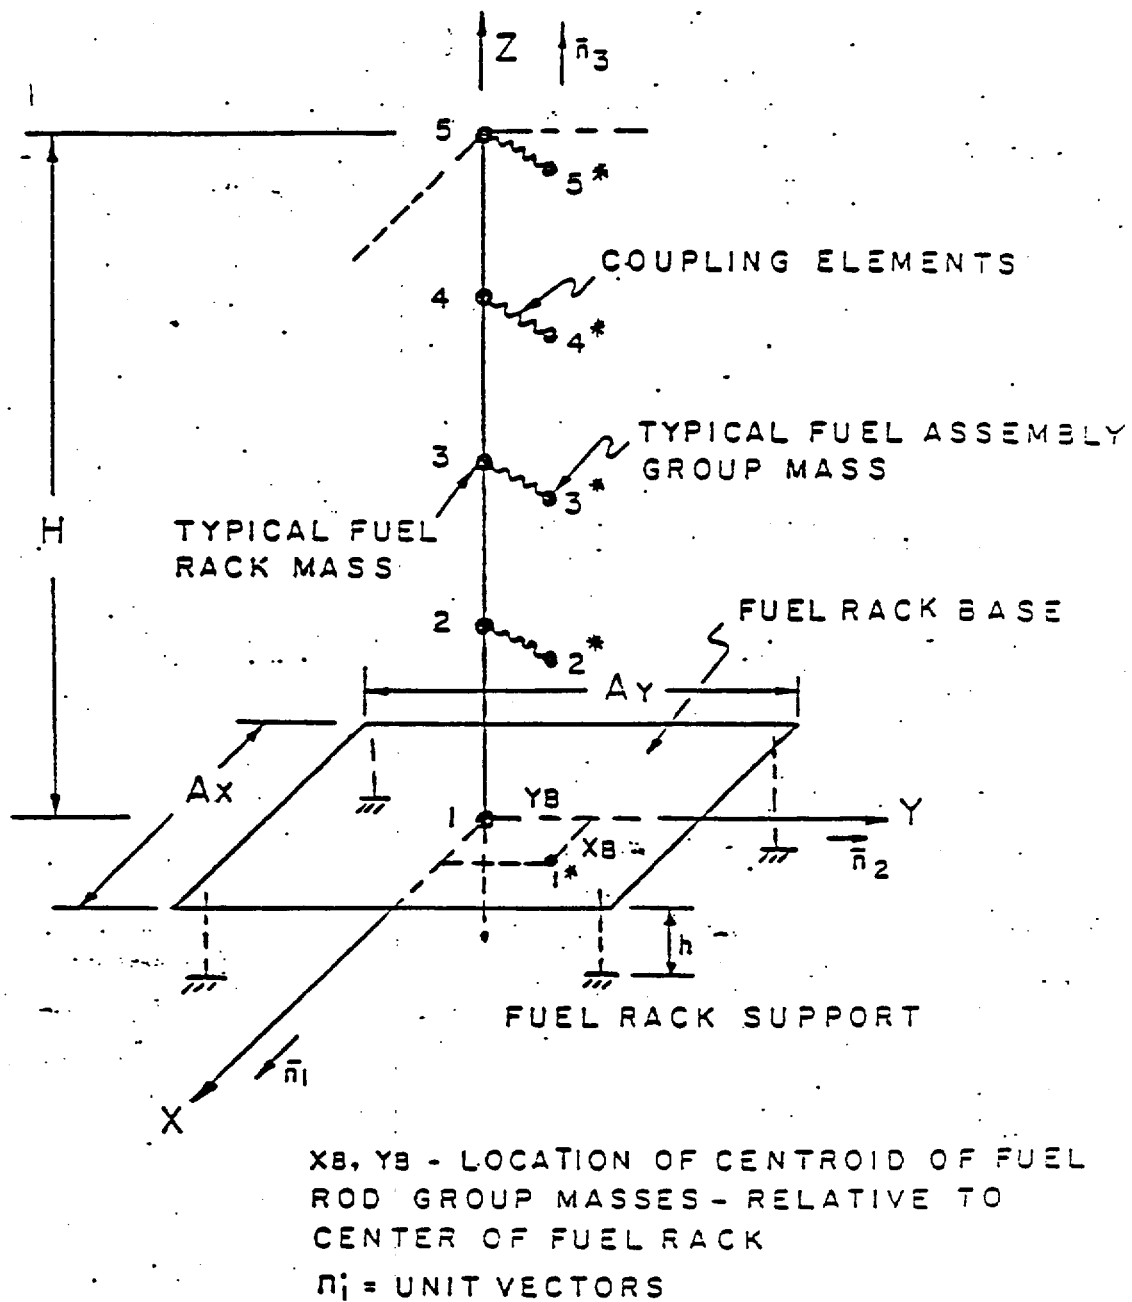 Z
n̄3
5
5*
COUPLING ELEMENTS
4
4*
TYPICAL FUEL ASSEMBLY
GROUP MASS
3
3*
H
TYPICAL FUEL
RACK MASS
2
2*
FUEL RACK BASE
AY
AX
1
YB
Y
XB
1*
n̄2
h
FUEL RACK SUPPORT
n̄1
X
XB, YB - LOCATION OF CENTROID OF FUEL
ROD GROUP MASSES - RELATIVE TO
CENTER OF FUEL RACK
n̄i = UNIT VECTORS